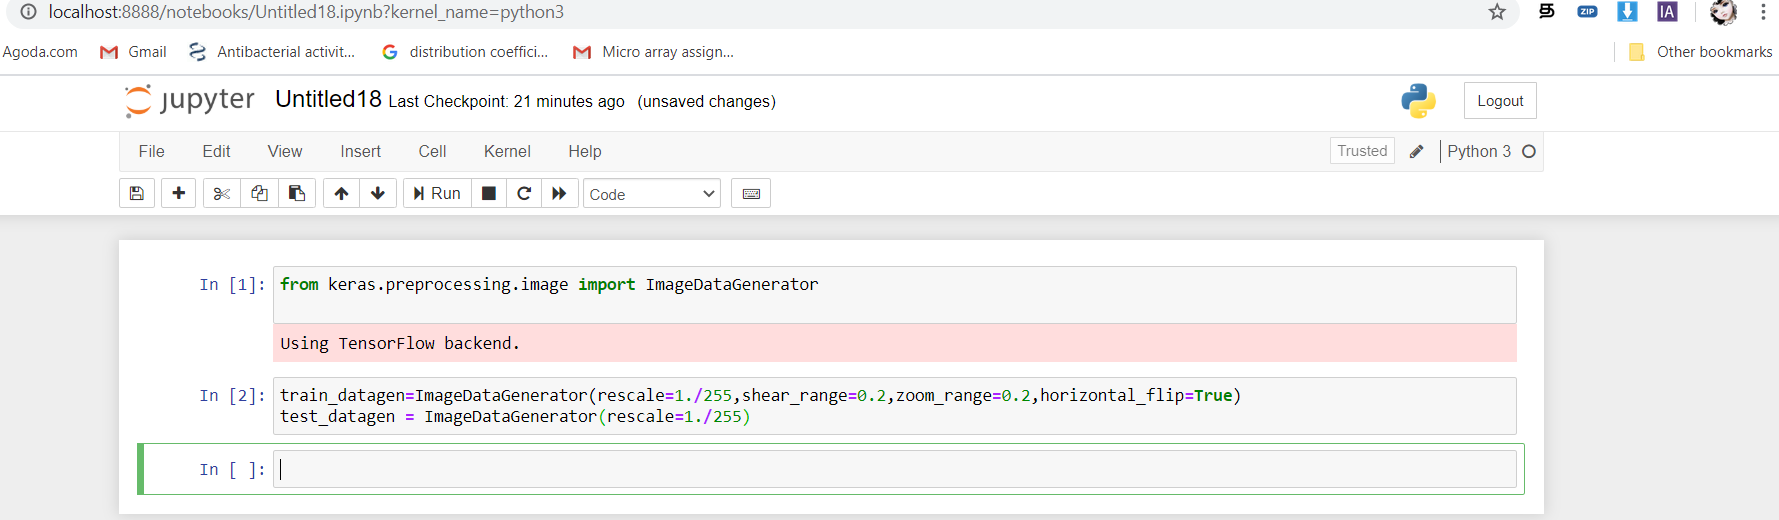 localhost:8888/notebooks/Untitled18.ipynb?kernel_name=python3
ZIP IA
Agoda.com Gmail Antibacterial activit... distribution coeffici... Micro array assign... Other bookmarks
jupyter Untitled18 Last Checkpoint: 21 minutes ago (unsaved changes) Logout
File Edit View Insert Cell Kernel Help Trusted Python 3
Run Code
In [1]: from keras.preprocessing.image import ImageDataGenerator
Using TensorFlow backend.
In [2]: train_datagen=ImageDataGenerator(rescale=1./255,shear_range=0.2,zoom_range=0.2,horizontal_flip=True)
test_datagen = ImageDataGenerator(rescale=1./255)
In [ ]: